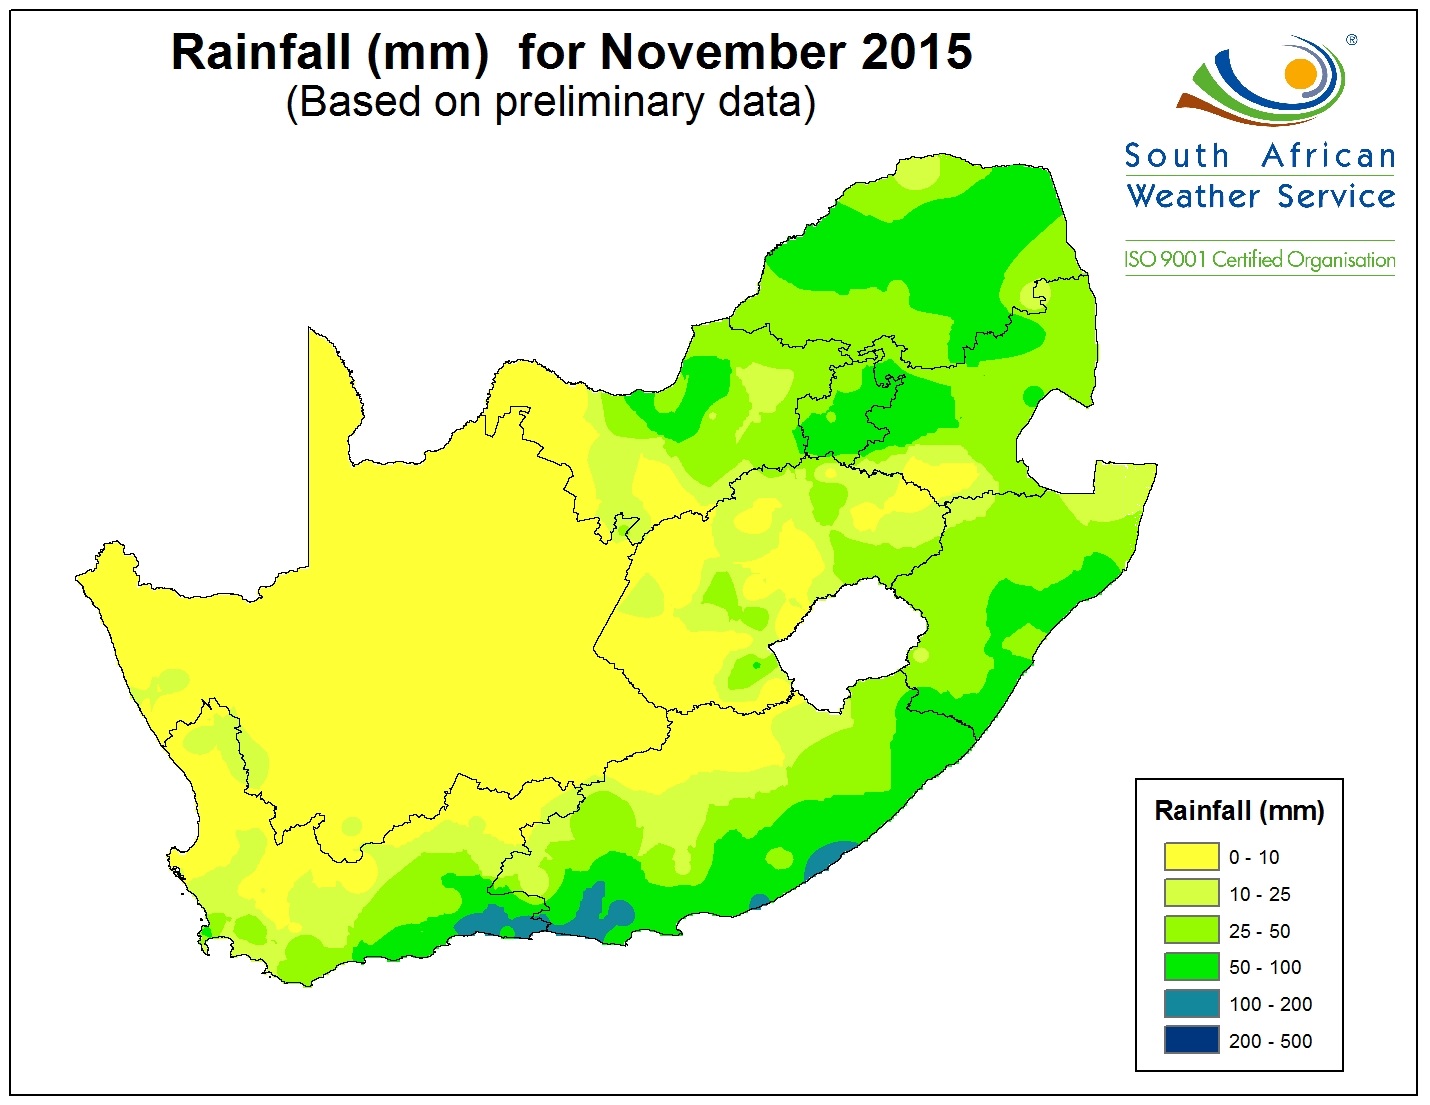 Rainfall (mm)  for November 2015
(Based on preliminary data)
®
South African
Weather Service
ISO 9001 Certified Organisation
Rainfall (mm)
0 - 10
10 - 25
25 - 50
50 - 100
100 - 200
200 - 500